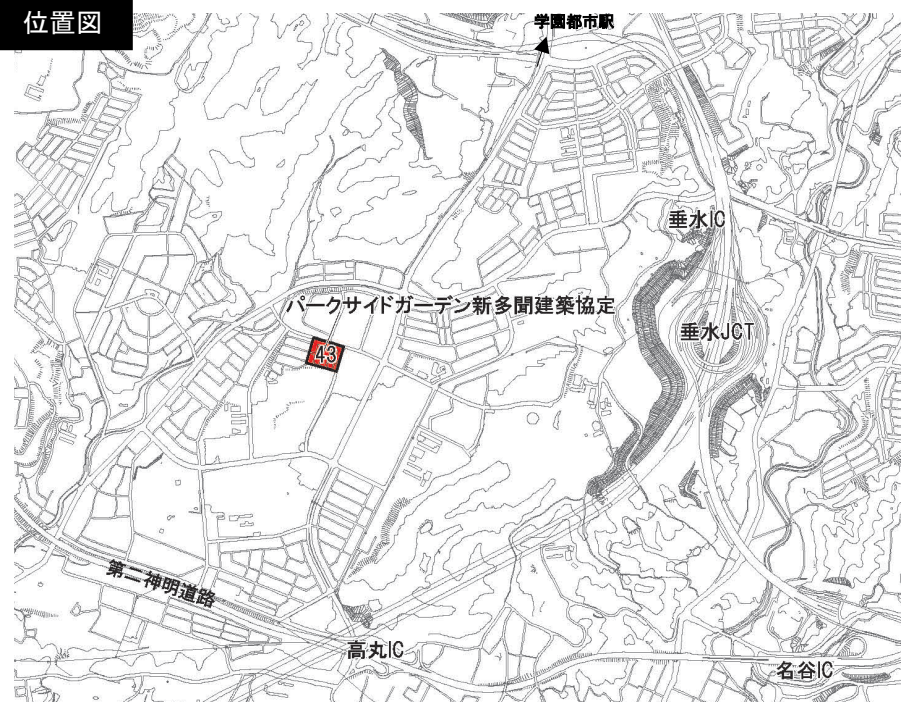 位置図
学園都市駅
垂水IC
パークサイドガーデン新多聞建築協定
垂水JCT
43
第二神明道路
高丸IC
名谷IC